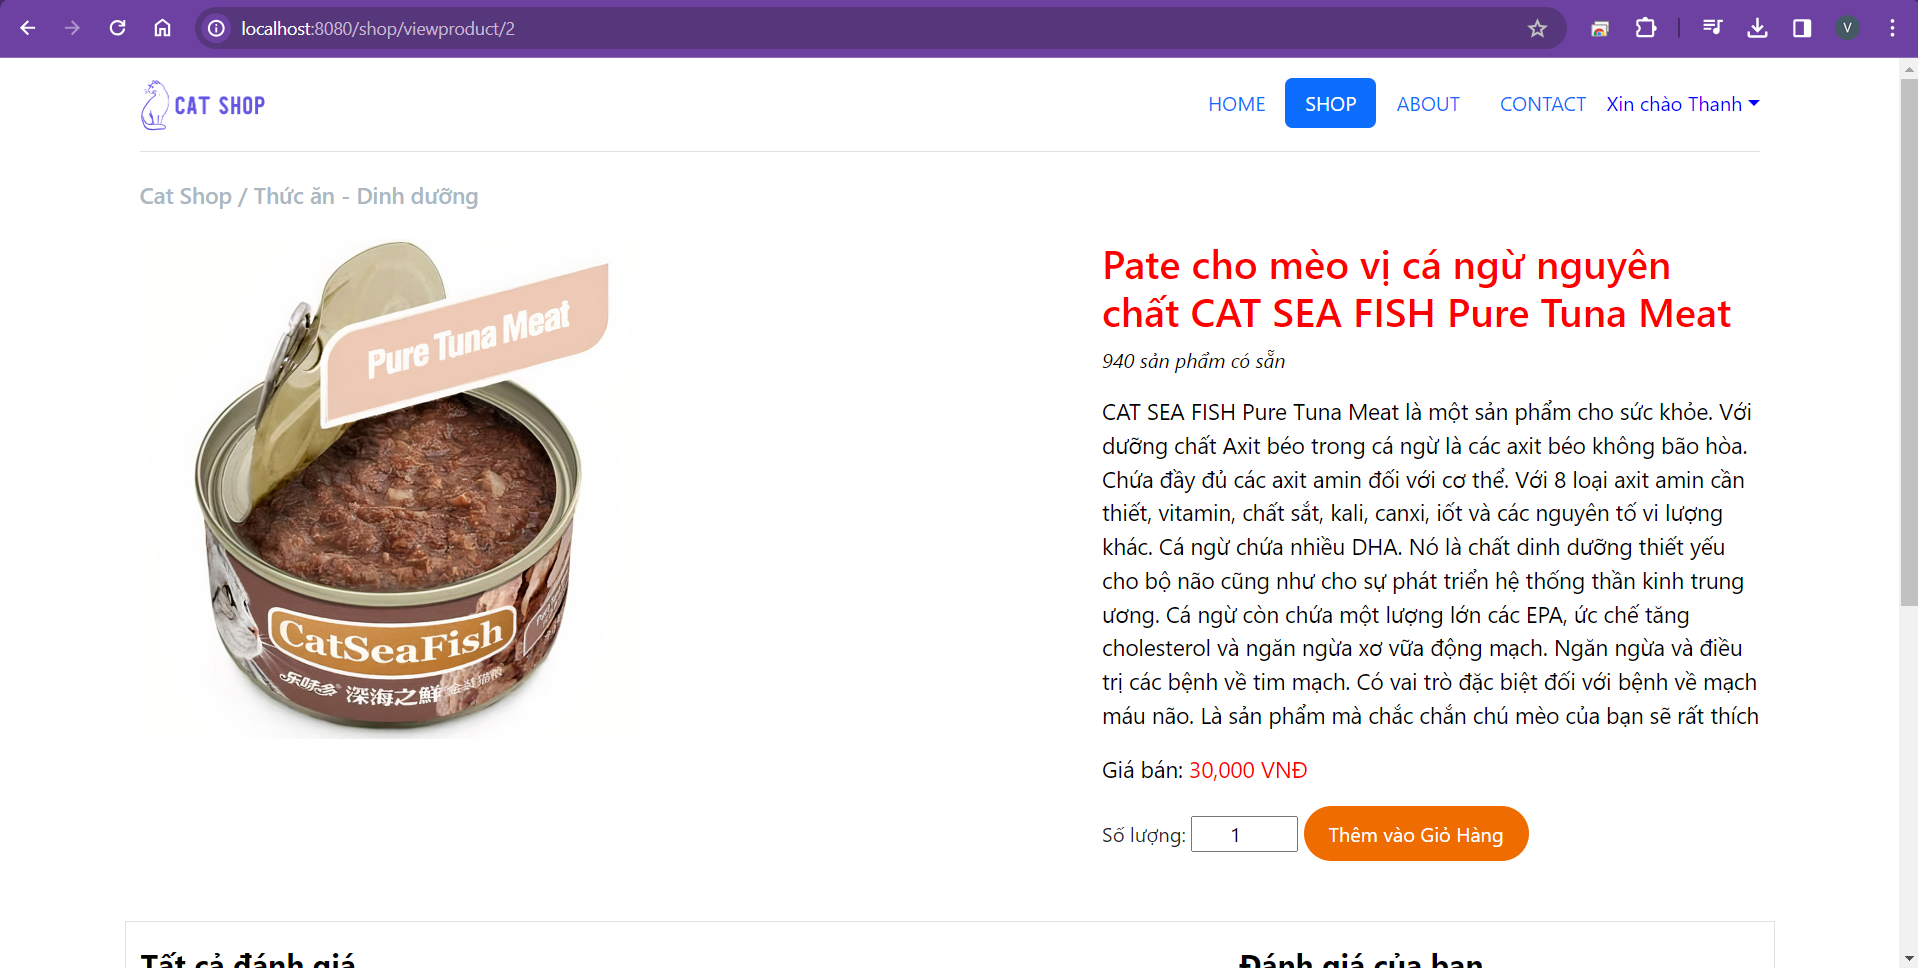 localhost:8080/shop/viewproduct/2
V
CAT SHOP
HOME
SHOP
ABOUT
CONTACT
Xin chào Thanh
Cat Shop / Thức ăn - Dinh dưỡng
Pure Tuna Meat
CatSeaFish
乐味多®
深海之鲜
金装猫罐
Pate cho mèo vị cá ngừ nguyên
chất CAT SEA FISH Pure Tuna Meat
940 sản phẩm có sẵn
CAT SEA FISH Pure Tuna Meat là một sản phẩm cho sức khỏe. Với
dưỡng chất Axit béo trong cá ngừ là các axit béo không bão hòa.
Chứa đầy đủ các axit amin đối với cơ thể. Với 8 loại axit amin cần
thiết, vitamin, chất sắt, kali, canxi, iốt và các nguyên tố vi lượng
khác. Cá ngừ chứa nhiều DHA. Nó là chất dinh dưỡng thiết yếu
cho bộ não cũng như cho sự phát triển hệ thống thần kinh trung
ương. Cá ngừ còn chứa một lượng lớn các EPA, ức chế tăng
cholesterol và ngăn ngừa xơ vữa động mạch. Ngăn ngừa và điều
trị các bệnh về tim mạch. Có vai trò đặc biệt đối với bệnh về mạch
máu não. Là sản phẩm mà chắc chắn chú mèo của bạn sẽ rất thích
Giá bán: 30,000 VNĐ
Số lượng: 1
Thêm vào Giỏ Hàng
Tất cả đánh giá
Đánh giá của bạn